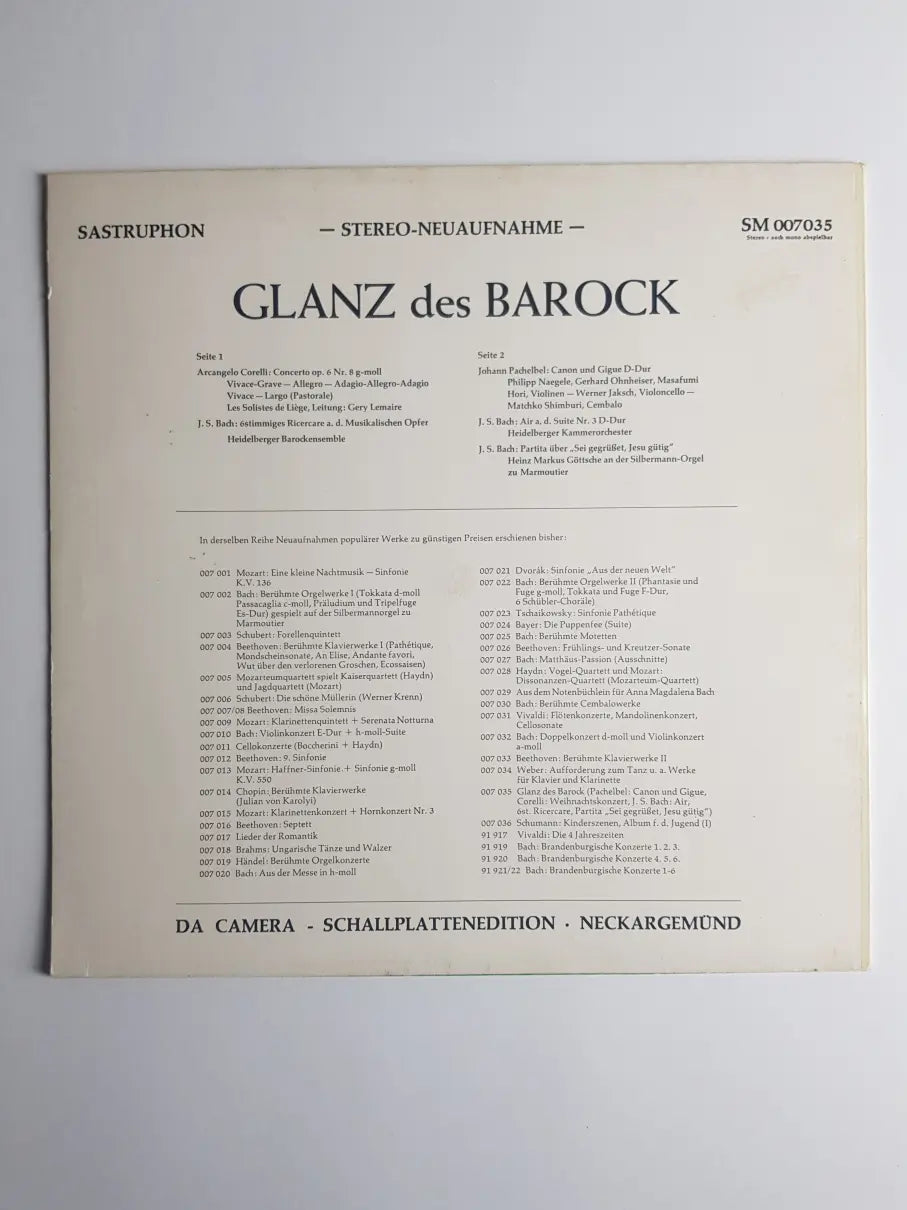 SASTRUPHON
— STEREO-NEUAUFNAHME —
SM 007035
Stereo • auch mono abspielbar
GLANZ des BAROCK
Seite 1
Arcangelo Corelli: Concerto op. 6 Nr. 8 g-moll
Vivace-Grave — Allegro — Adagio-Allegro-Adagio
Vivace — Largo (Pastorale)
Les Solistes de Liège, Leitung: Gery Lemaire
J. S. Bach: 6stimmiges Ricercare a. d. Musikalischen Opfer
Heidelberger Barockensemble
Seite 2
Johann Pachelbel: Canon und Gigue D-Dur
Philipp Naegele, Gerhard Ohnheiser, Masafumi
Hori, Violinen — Werner Jaksch, Violoncello —
Matchko Shimburi, Cembalo
J. S. Bach: Air a. d. Suite Nr. 3 D-Dur
Heidelberger Kammerorchester
J. S. Bach: Partita über „Sei gegrüßet, Jesu gütig"
Heinz Markus Göttsche an der Silbermann-Orgel
zu Marmoutier
In derselben Reihe Neuaufnahmen populärer Werke zu günstigen Preisen erschienen bisher:
007 001 Mozart: Eine kleine Nachtmusik — Sinfonie
K.V. 136
007 002 Bach: Berühmte Orgelwerke I (Tokkata d-moll
Passacaglia c-moll, Präludium und Tripelfuge
Es-Dur) gespielt auf der Silbermannorgel zu
Marmoutier
007 003 Schubert: Forellenquintett
007 004 Beethoven: Berühmte Klavierwerke I (Pathétique,
Mondscheinsonate, An Elise, Andante favori,
Wut über den verlorenen Groschen, Ecossaisen)
007 005 Mozarteumquartett spielt Kaiserquartett (Haydn)
und Jagdquartett (Mozart)
007 006 Schubert: Die schöne Müllerin (Werner Krenn)
007 007/08 Beethoven: Missa Solemnis
007 009 Mozart: Klarinettenquintett + Serenata Notturna
007 010 Bach: Violinkonzert E-Dur + h-moll-Suite
007 011 Cellokonzerte (Boccherini + Haydn)
007 012 Beethoven: 9. Sinfonie
007 013 Mozart: Haffner-Sinfonie + Sinfonie g-moll
K.V. 550
007 014 Chopin: Berühmte Klavierwerke
(Julian von Karolyi)
007 015 Mozart: Klarinettenkonzert + Hornkonzert Nr. 3
007 016 Beethoven: Septett
007 017 Lieder der Romantik
007 018 Brahms: Ungarische Tänze und Walzer
007 019 Händel: Berühmte Orgelkonzerte
007 020 Bach: Aus der Messe in h-moll
007 021 Dvorák: Sinfonie „Aus der neuen Welt"
007 022 Bach: Berühmte Orgelwerke II (Phantasie und
Fuge g-moll, Tokkata und Fuge F-Dur,
6 Schübler-Choräle)
007 023 Tschaikowsky: Sinfonie Pathétique
007 024 Bayer: Die Puppenfee (Suite)
007 025 Bach: Berühmte Motetten
007 026 Beethoven: Frühlings- und Kreutzer-Sonate
007 027 Bach: Matthäus-Passion (Ausschnitte)
007 028 Haydn: Vogel-Quartett und Mozart:
Dissonanzen-Quartett (Mozarteum-Quartett)
007 029 Aus dem Notenbüchlein für Anna Magdalena Bach
007 030 Bach: Berühmte Cembalowerke
007 031 Vivaldi: Flötenkonzerte, Mandolinenkonzert,
Cellosonate
007 032 Bach: Doppelkonzert d-moll und Violinkonzert
a-moll
007 033 Beethoven: Berühmte Klavierwerke II
007 034 Weber: Aufforderung zum Tanz u. a. Werke
für Klavier und Klarinette
007 035 Glanz des Barock (Pachelbel: Canon und Gigue,
Corelli: Weihnachtskonzert, J. S. Bach: Air,
6st. Ricercare, Partita „Sei gegrüßet, Jesu gütig")
007 036 Schumann: Kinderszenen, Album f. d. Jugend (I)
91 917 Vivaldi: Die 4 Jahreszeiten
91 919 Bach: Brandenburgische Konzerte 1. 2. 3.
91 920 Bach: Brandenburgische Konzerte 4. 5. 6.
91 921/22 Bach: Brandenburgische Konzerte 1-6
DA CAMERA - SCHALLPLATTENEDITION · NECKARGEMÜND